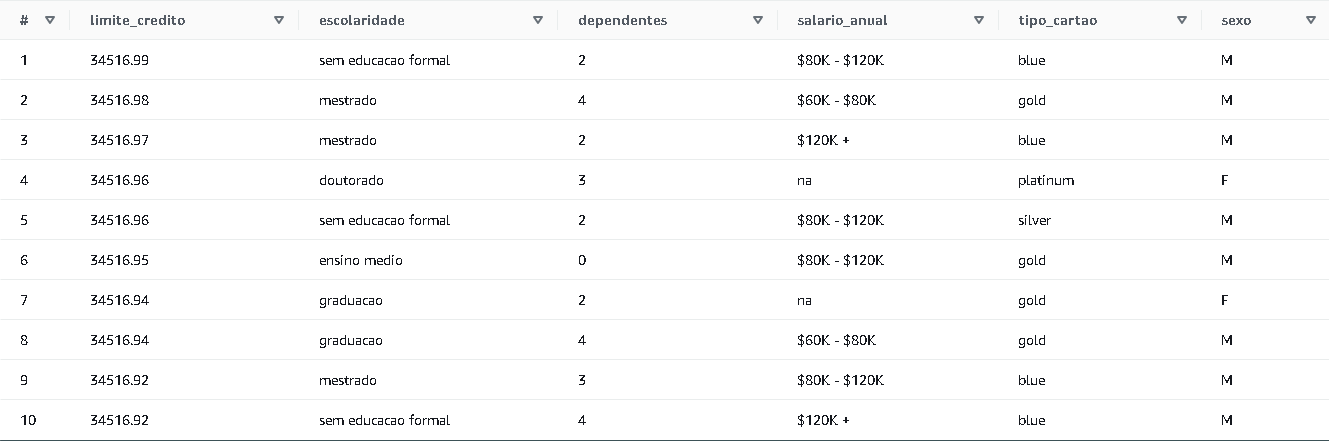 # limite_credito escolaridade dependentes salario_anual tipo_cartao sexo
1 34516.99 sem educacao formal 2 $80K - $120K blue M
2 34516.98 mestrado 4 $60K - $80K gold M
3 34516.97 mestrado 2 $120K + blue M
4 34516.96 doutorado 3 na platinum F
5 34516.96 sem educacao formal 2 $80K - $120K silver M
6 34516.95 ensino medio 0 $80K - $120K gold M
7 34516.94 graduacao 2 na gold F
8 34516.94 graduacao 4 $60K - $80K gold M
9 34516.92 mestrado 3 $80K - $120K blue M
10 34516.92 sem educacao formal 4 $120K + blue M